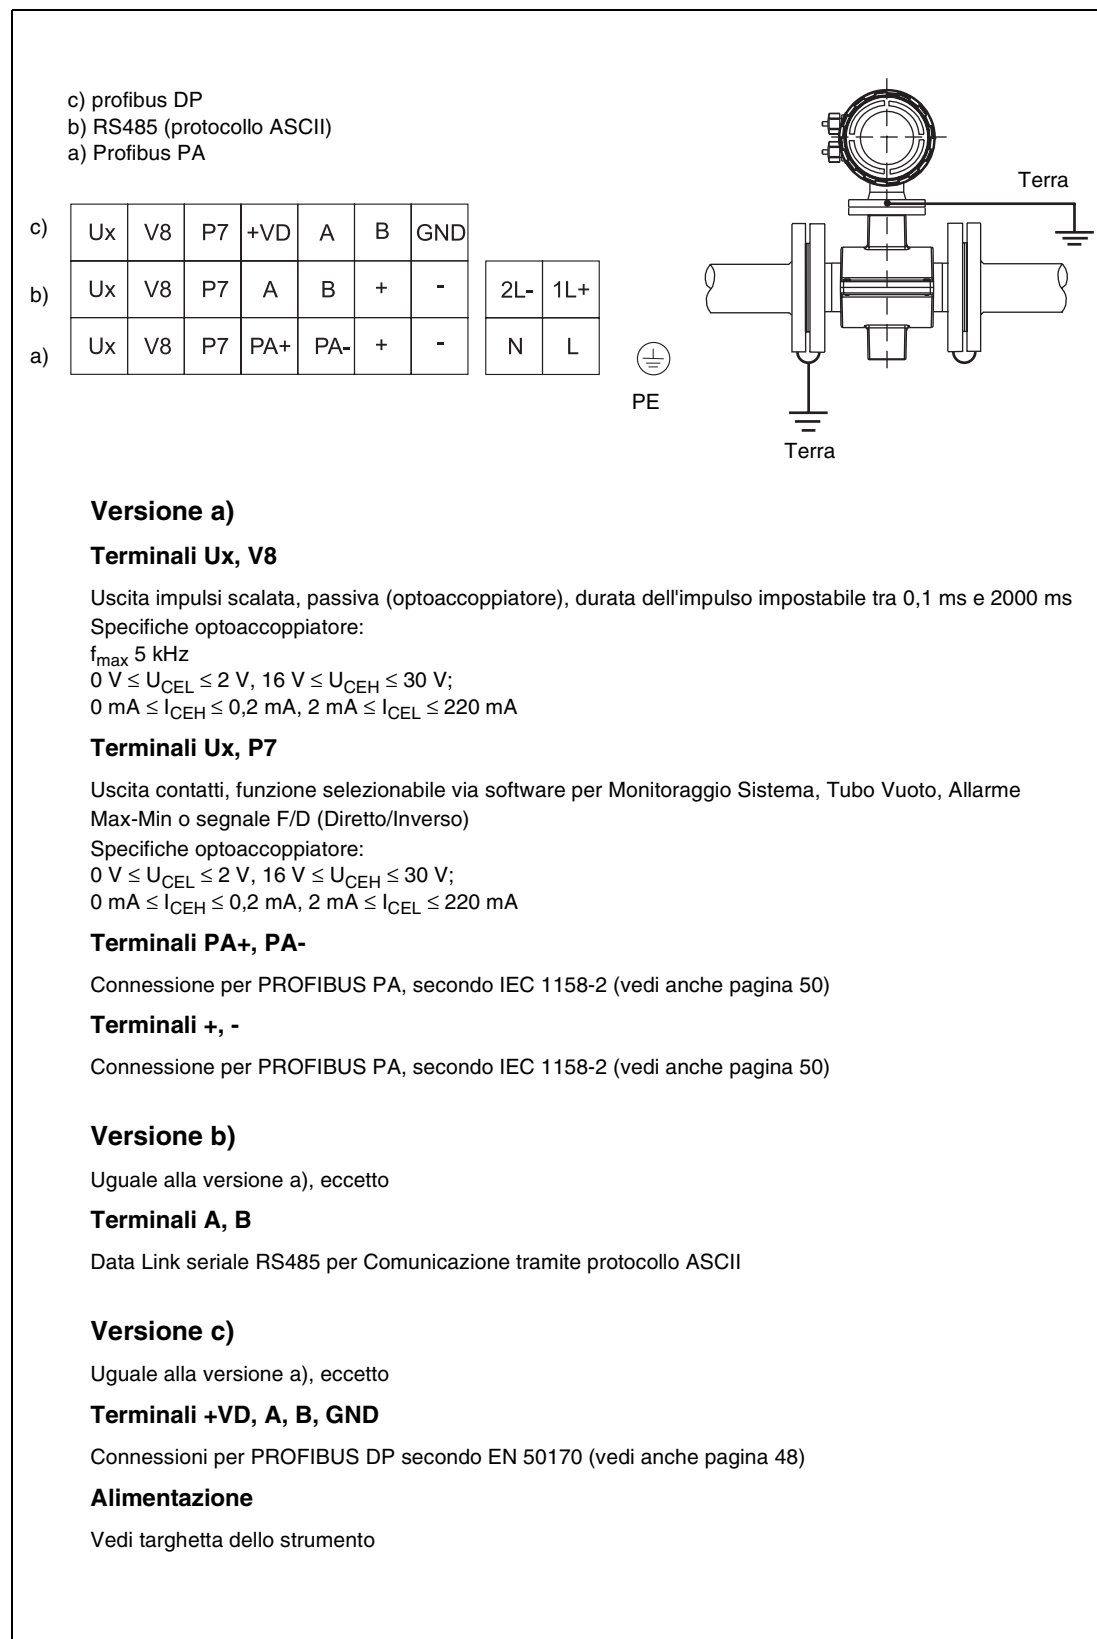 c) profibus DP
b) RS485 (protocollo ASCII)
a) Profibus PA
Terra
c) Ux V8 P7 +VD A B GND
b) Ux V8 P7 A B + - 2L- 1L+
a) Ux V8 P7 PA+ PA- + - N L
PE
Terra
Versione a)
Terminali Ux, V8
Uscita impulsi scalata, passiva (optoaccoppiatore), durata dell'impulso impostabile tra 0,1 ms e 2000 ms
Specifiche optoaccoppiatore:
fmax 5 kHz
0 V ≤ UCEL ≤ 2 V, 16 V ≤ UCEH ≤ 30 V;
0 mA ≤ ICEH ≤ 0,2 mA, 2 mA ≤ ICEL ≤ 220 mA
Terminali Ux, P7
Uscita contatti, funzione selezionabile via software per Monitoraggio Sistema, Tubo Vuoto, Allarme
Max-Min o segnale F/D (Diretto/Inverso)
Specifiche optoaccoppiatore:
0 V ≤ UCEL ≤ 2 V, 16 V ≤ UCEH ≤ 30 V;
0 mA ≤ ICEH ≤ 0,2 mA, 2 mA ≤ ICEL ≤ 220 mA
Terminali PA+, PA-
Connessione per PROFIBUS PA, secondo IEC 1158-2 (vedi anche pagina 50)
Terminali +, -
Connessione per PROFIBUS PA, secondo IEC 1158-2 (vedi anche pagina 50)
Versione b)
Uguale alla versione a), eccetto
Terminali A, B
Data Link seriale RS485 per Comunicazione tramite protocollo ASCII
Versione c)
Uguale alla versione a), eccetto
Terminali +VD, A, B, GND
Connessioni per PROFIBUS DP secondo EN 50170 (vedi anche pagina 48)
Alimentazione
Vedi targhetta dello strumento